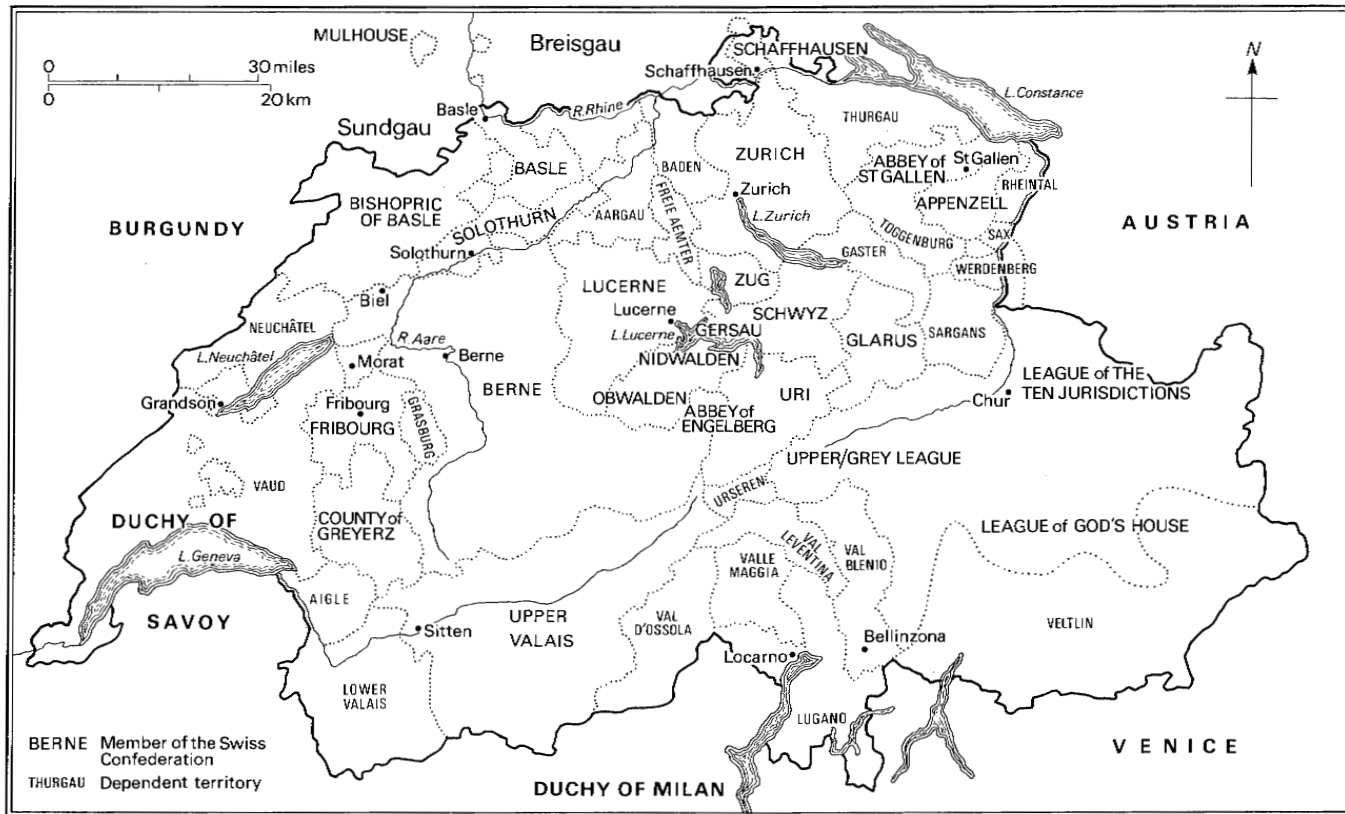 MULHOUSE
Breisgau
SCHAFFHAUSEN
N
0 30 miles
0 20 km
Schaffhausen
L.Constance
Basle
R.Rhine
Sundgau
THURGAU
BASLE
BADEN
ZURICH
ABBEY of
ST GALLEN
St Gallen
RHEINTAL
BISHOPRIC
OF BASLE
Zurich
APPENZELL
BURGUNDY
SOLOTHURN
AARGAU
FREIE AEMTER
L.Zurich
AUSTRIA
Solothurn
TOGGENBURG
SAX
GASTER
WERDENBERG
LUCERNE
ZUG
Biel
Lucerne
SCHWYZ
NEUCHÂTEL
L.Lucerne
GERSAU
GLARUS
SARGANS
R.Aare
L.Neuchâtel
Berne
NIDWALDEN
Morat
LEAGUE of THE
TEN JURISDICTIONS
BERNE
Grandson
Fribourg
OBWALDEN
URI
Chur
FRIBOURG
GRASBURG
ABBEY of
ENGELBERG
UPPER/GREY LEAGUE
VAUD
URSEREN
DUCHY OF
COUNTY of
GREYERZ
LEAGUE of GOD'S HOUSE
L.Geneva
VAL
LEVENTINA
VALLE
MAGGIA
VAL
BLENIO
AIGLE
SAVOY
UPPER
VALAIS
VAL
D'OSSOLA
VELTLIN
Sitten
Bellinzona
Locarno
LOWER
VALAIS
LUGANO
BERNE Member of the Swiss
Confederation
VENICE
THURGAU Dependent territory
DUCHY OF MILAN